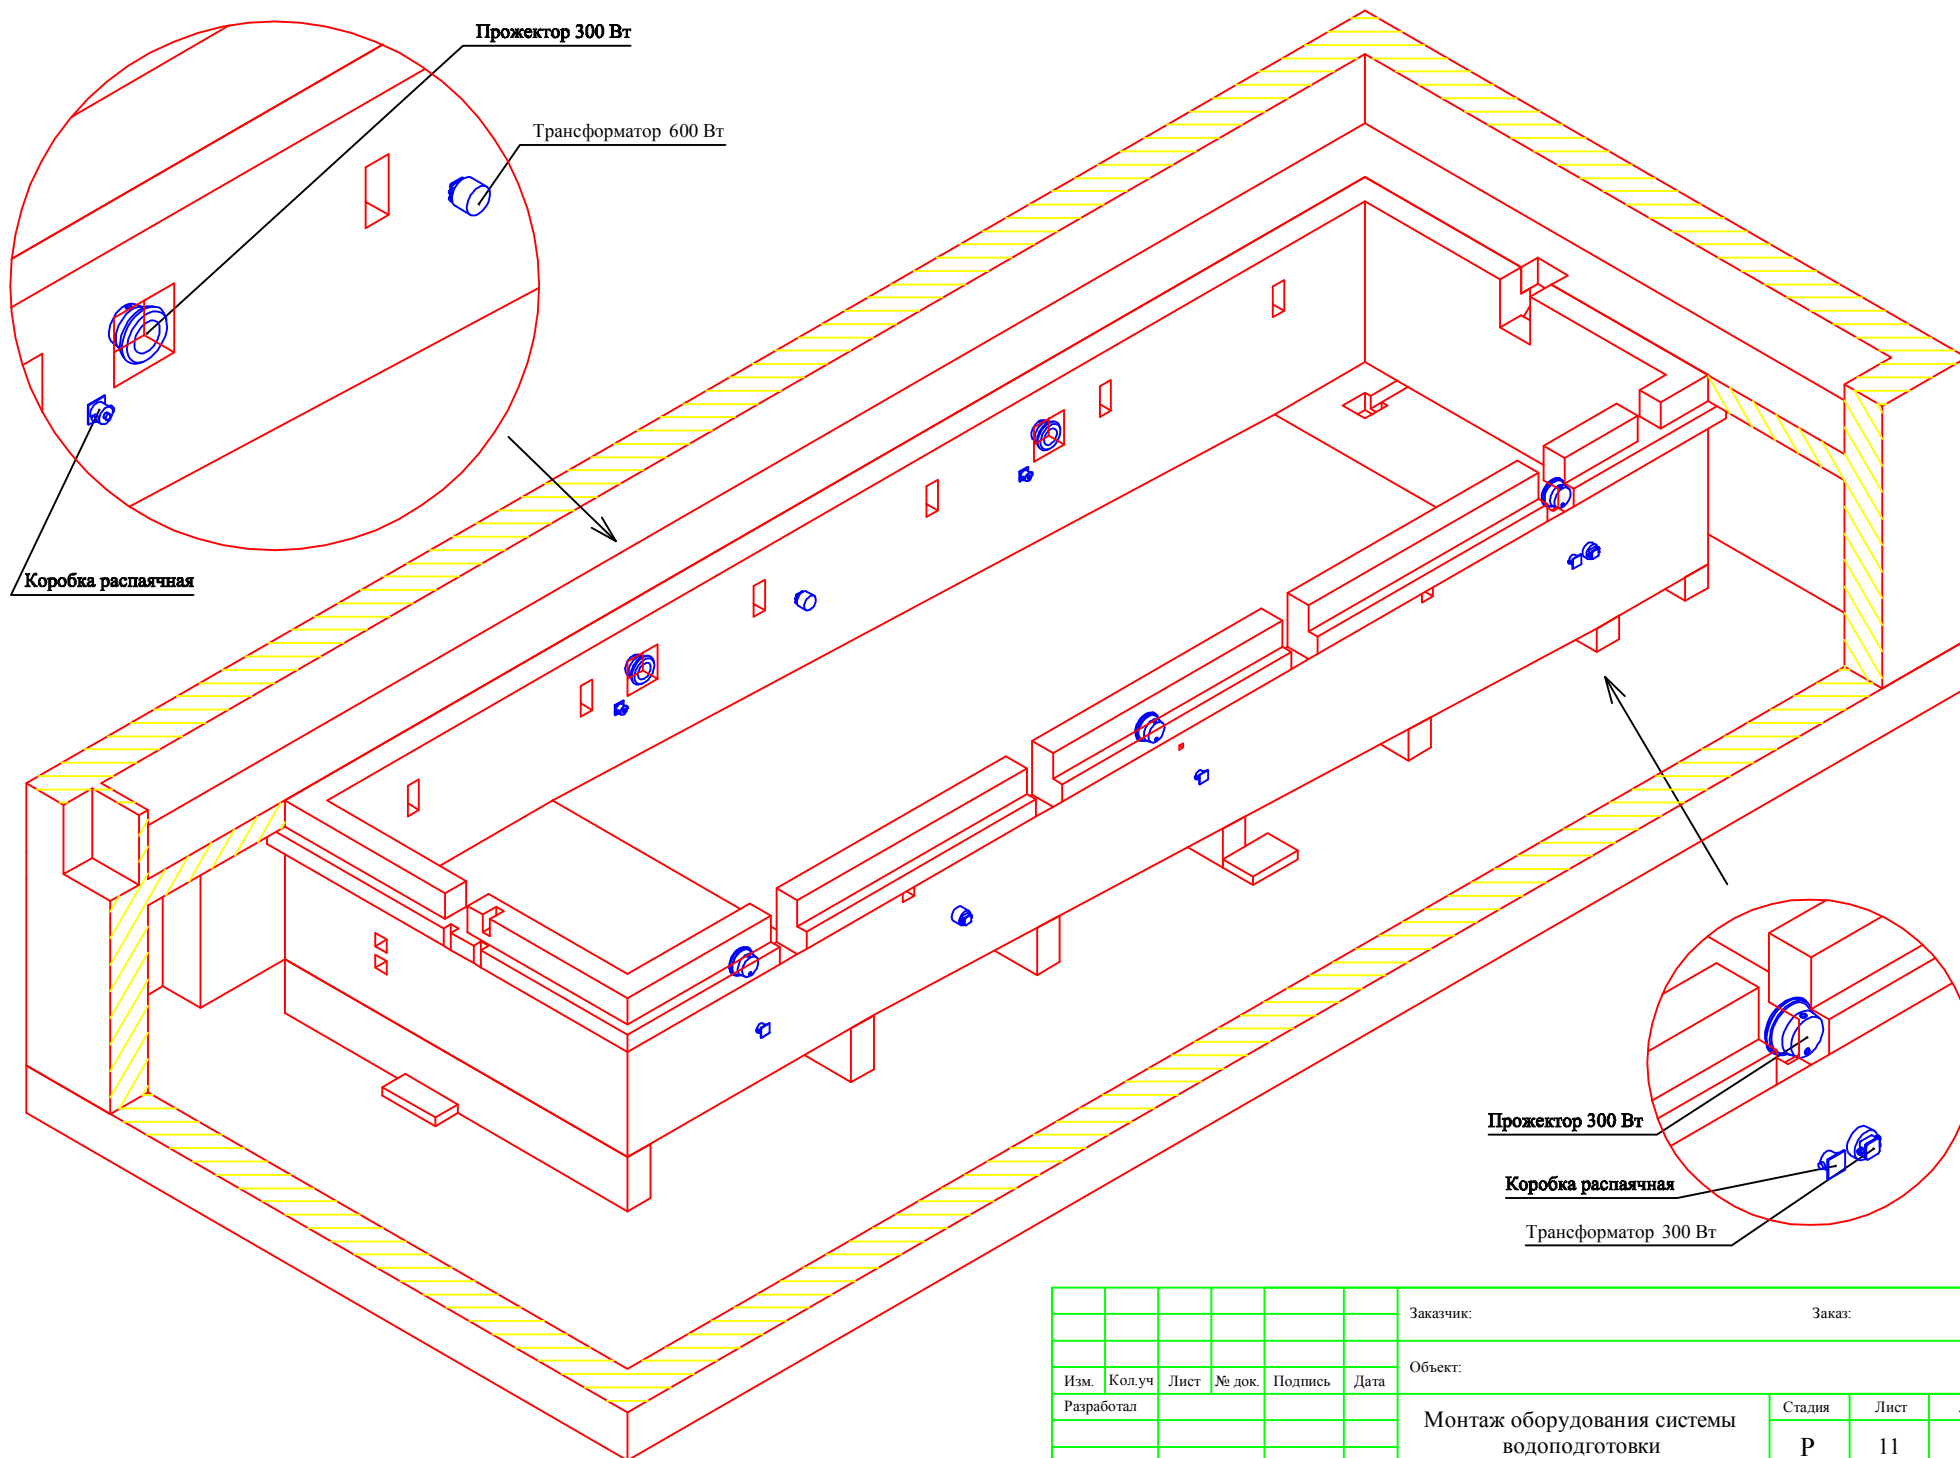 Прожектор 300 Вт
Трансформатор 600 Вт
Коробка распаячная
Прожектор 300 Вт
Коробка распаячная
Трансформатор 300 Вт
Заказчик: Заказ:
Объект:
Изм. Кол.уч Лист № док. Подпись Дата
Разработал
Монтаж оборудования системы
водоподготовки
Стадия Лист
Р 11